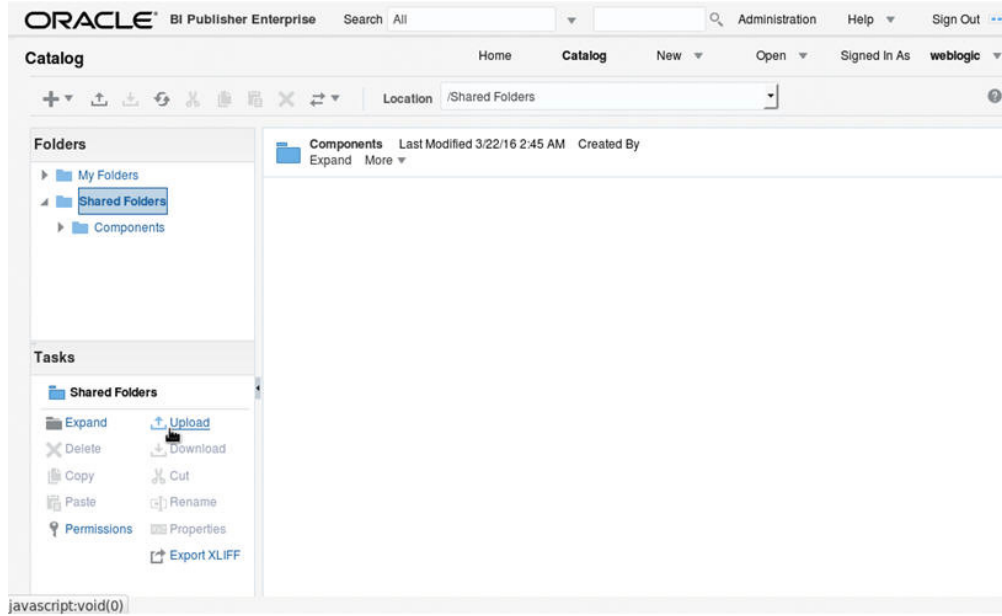 ORACLE BI Publisher Enterprise Search All Administration Help Sign Out
Catalog Home Catalog New Open Signed In As weblogic
Location /Shared Folders
Folders
My Folders
Shared Folders
Components
Components Last Modified 3/22/16 2:45 AM Created By
Expand More
Tasks
Shared Folders
Expand Upload
Delete Download
Copy Cut
Paste Rename
Permissions Properties
Export XLIFF
javascript:void(0)